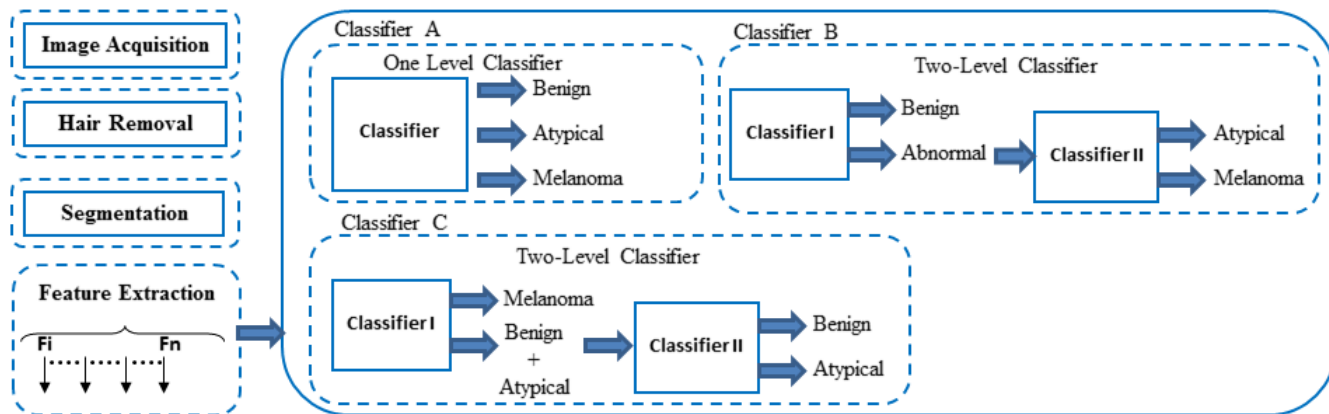 Image Acquisition
Hair Removal
Segmentation
Feature Extraction
Fi
Fn
Classifier A
One Level Classifier
Classifier
Benign
Atypical
Melanoma
Classifier B
Two-Level Classifier
Classifier I
Benign
Abnormal
Classifier II
Atypical
Melanoma
Classifier C
Two-Level Classifier
Classifier I
Melanoma
Benign
+
Atypical
Classifier II
Benign
Atypical